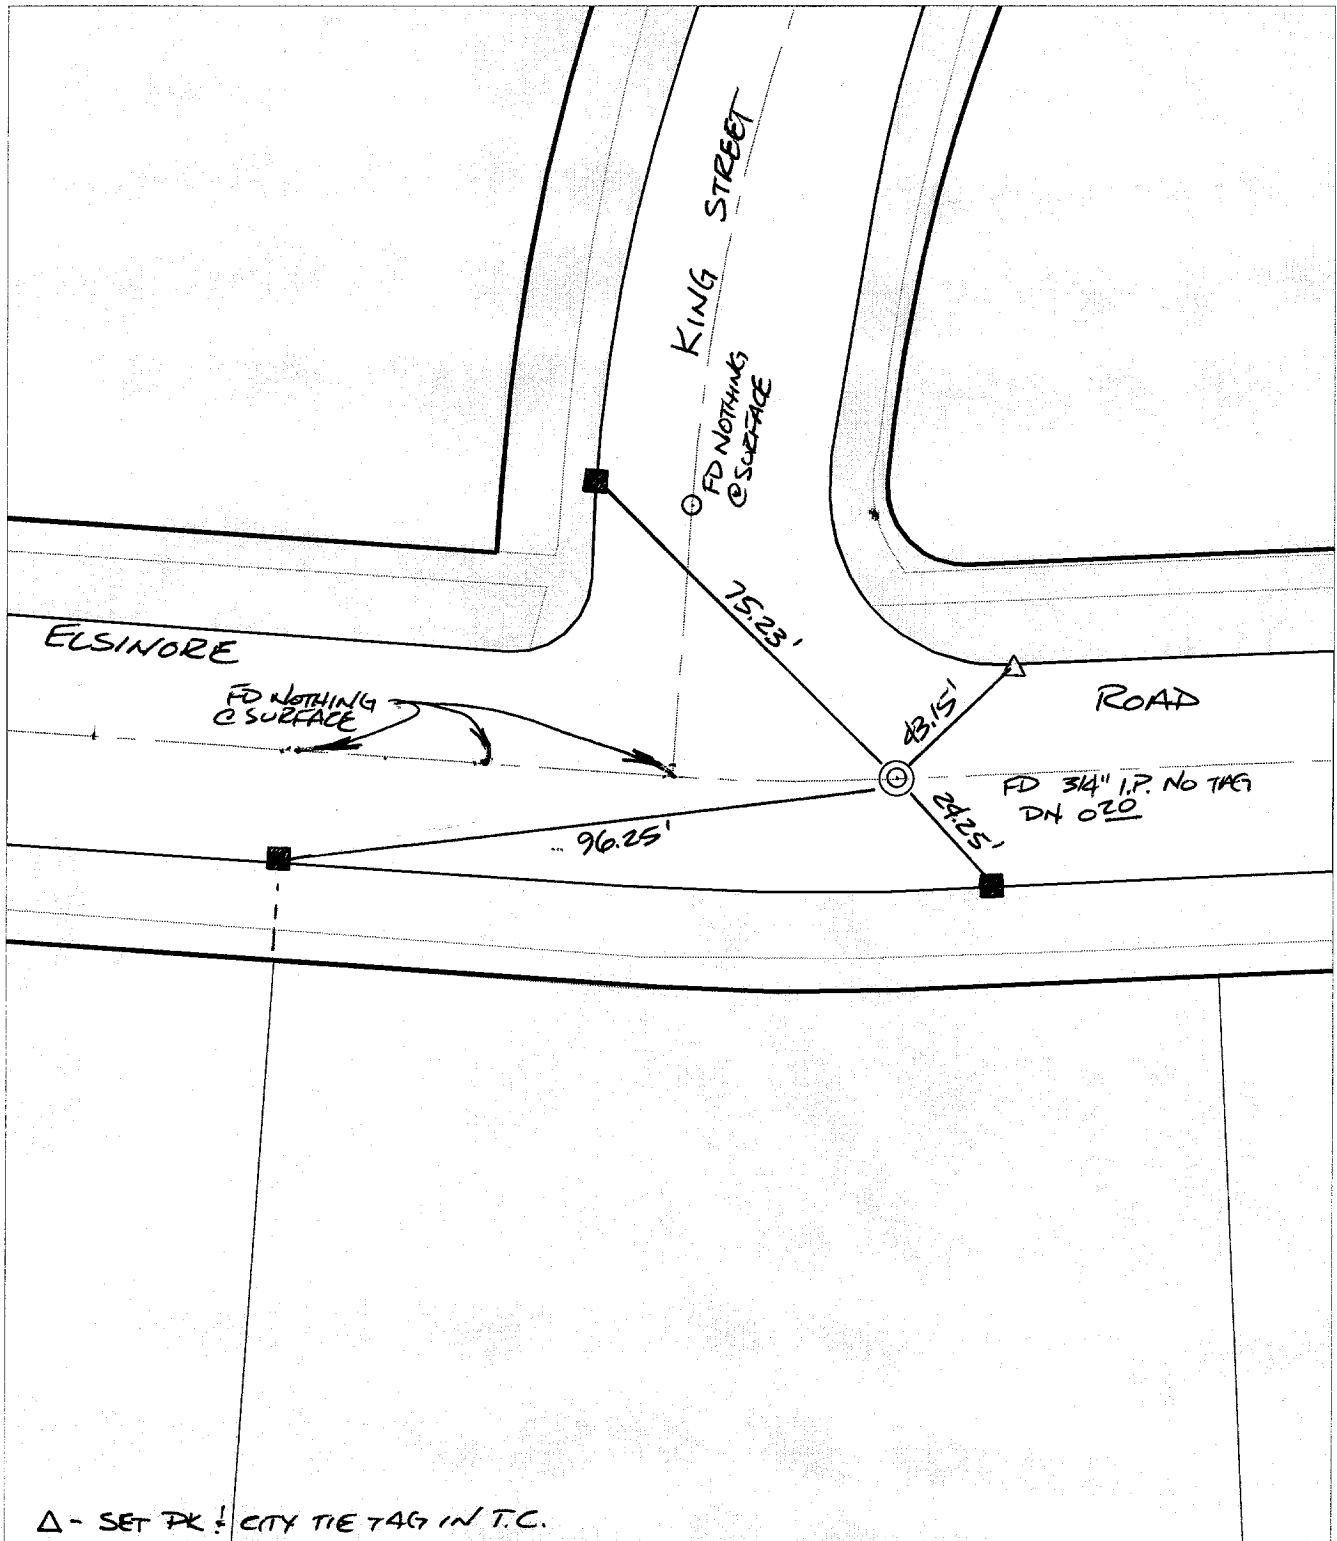 KING STREET
FD NOTHING
@ SURFACE
75.23'
ELSINORE
FD NOTHING
@ SURFACE
43.15'
ROAD
FD 3/4" I.P. NO TAG
DN 0.20
24.25'
96.25'
Δ - SET PK & CITY TIE TAG IN T.C.